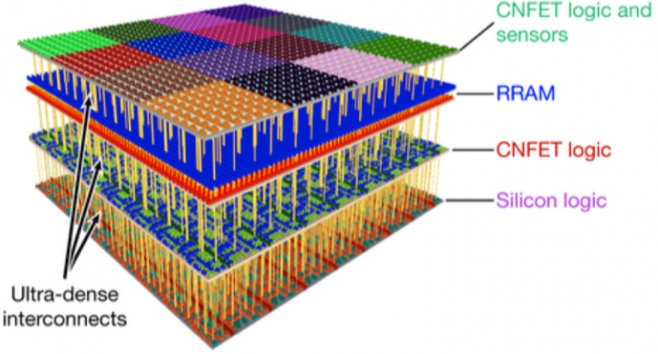 CNFET logic and
sensors
RRAM
CNFET logic
Silicon logic
Ultra-dense
interconnects